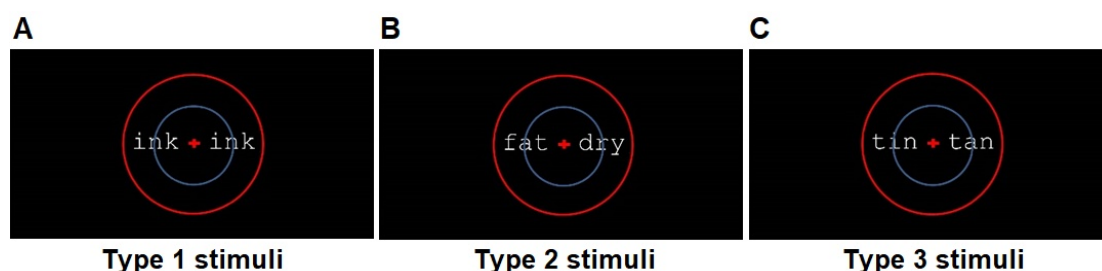 A
B
C
ink + ink
fat + dry
tin + tan
Type 1 stimuli
Type 2 stimuli
Type 3 stimuli